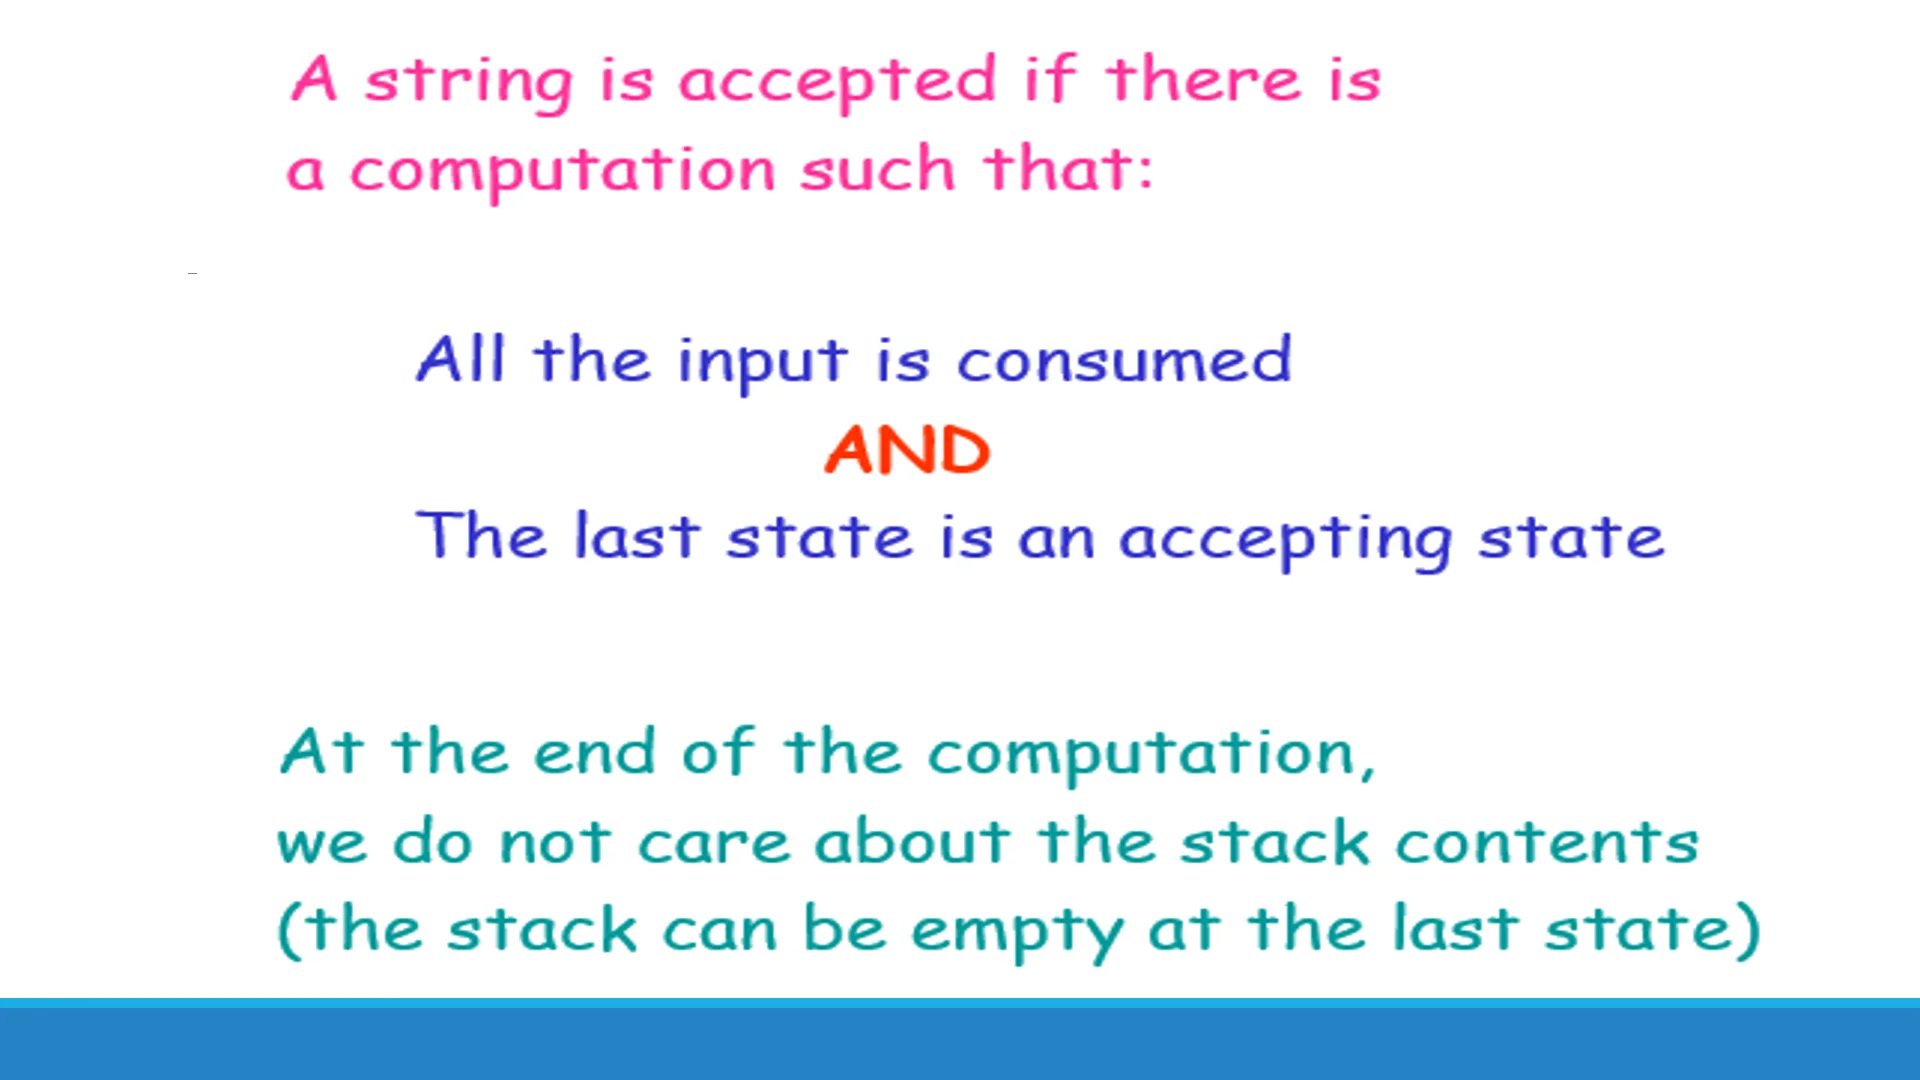 A string is accepted if there is
a computation such that:
All the input is consumed
AND
The last state is an accepting state
At the end of the computation,
we do not care about the stack contents
(the stack can be empty at the last state)